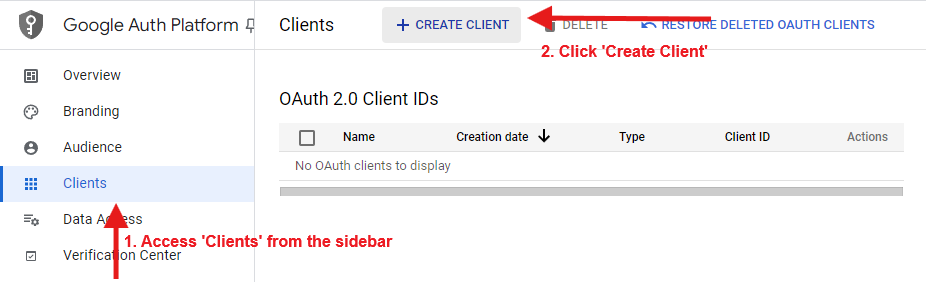 Google Auth Platform
Clients
+ CREATE CLIENT
DELETE
RESTORE DELETED OAUTH CLIENTS
2. Click 'Create Client'
Overview
Branding
Audience
Clients
Data Access
Verification Center
1. Access 'Clients' from the sidebar
OAuth 2.0 Client IDs
Name Creation date Type Client ID Actions
No OAuth clients to display